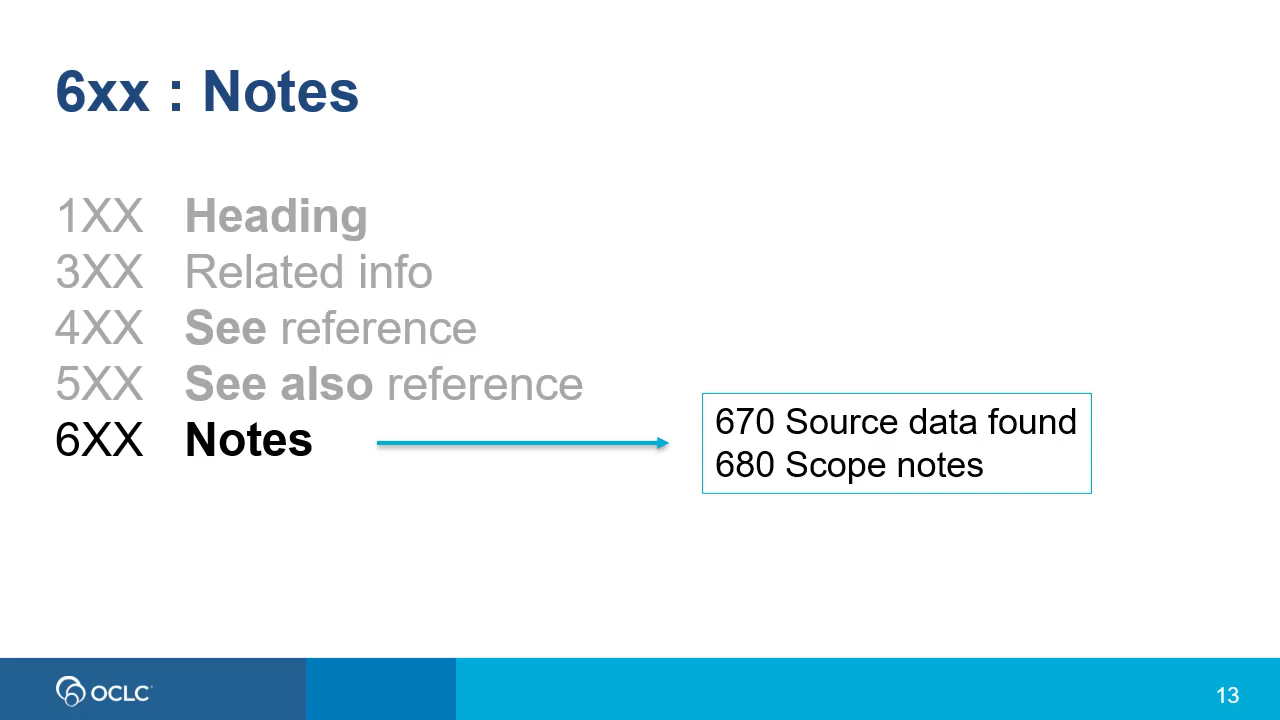 6xx : Notes
1XX Heading
3XX Related info
4XX See reference
5XX See also reference
6XX Notes
670 Source data found
680 Scope notes
OCLC
13